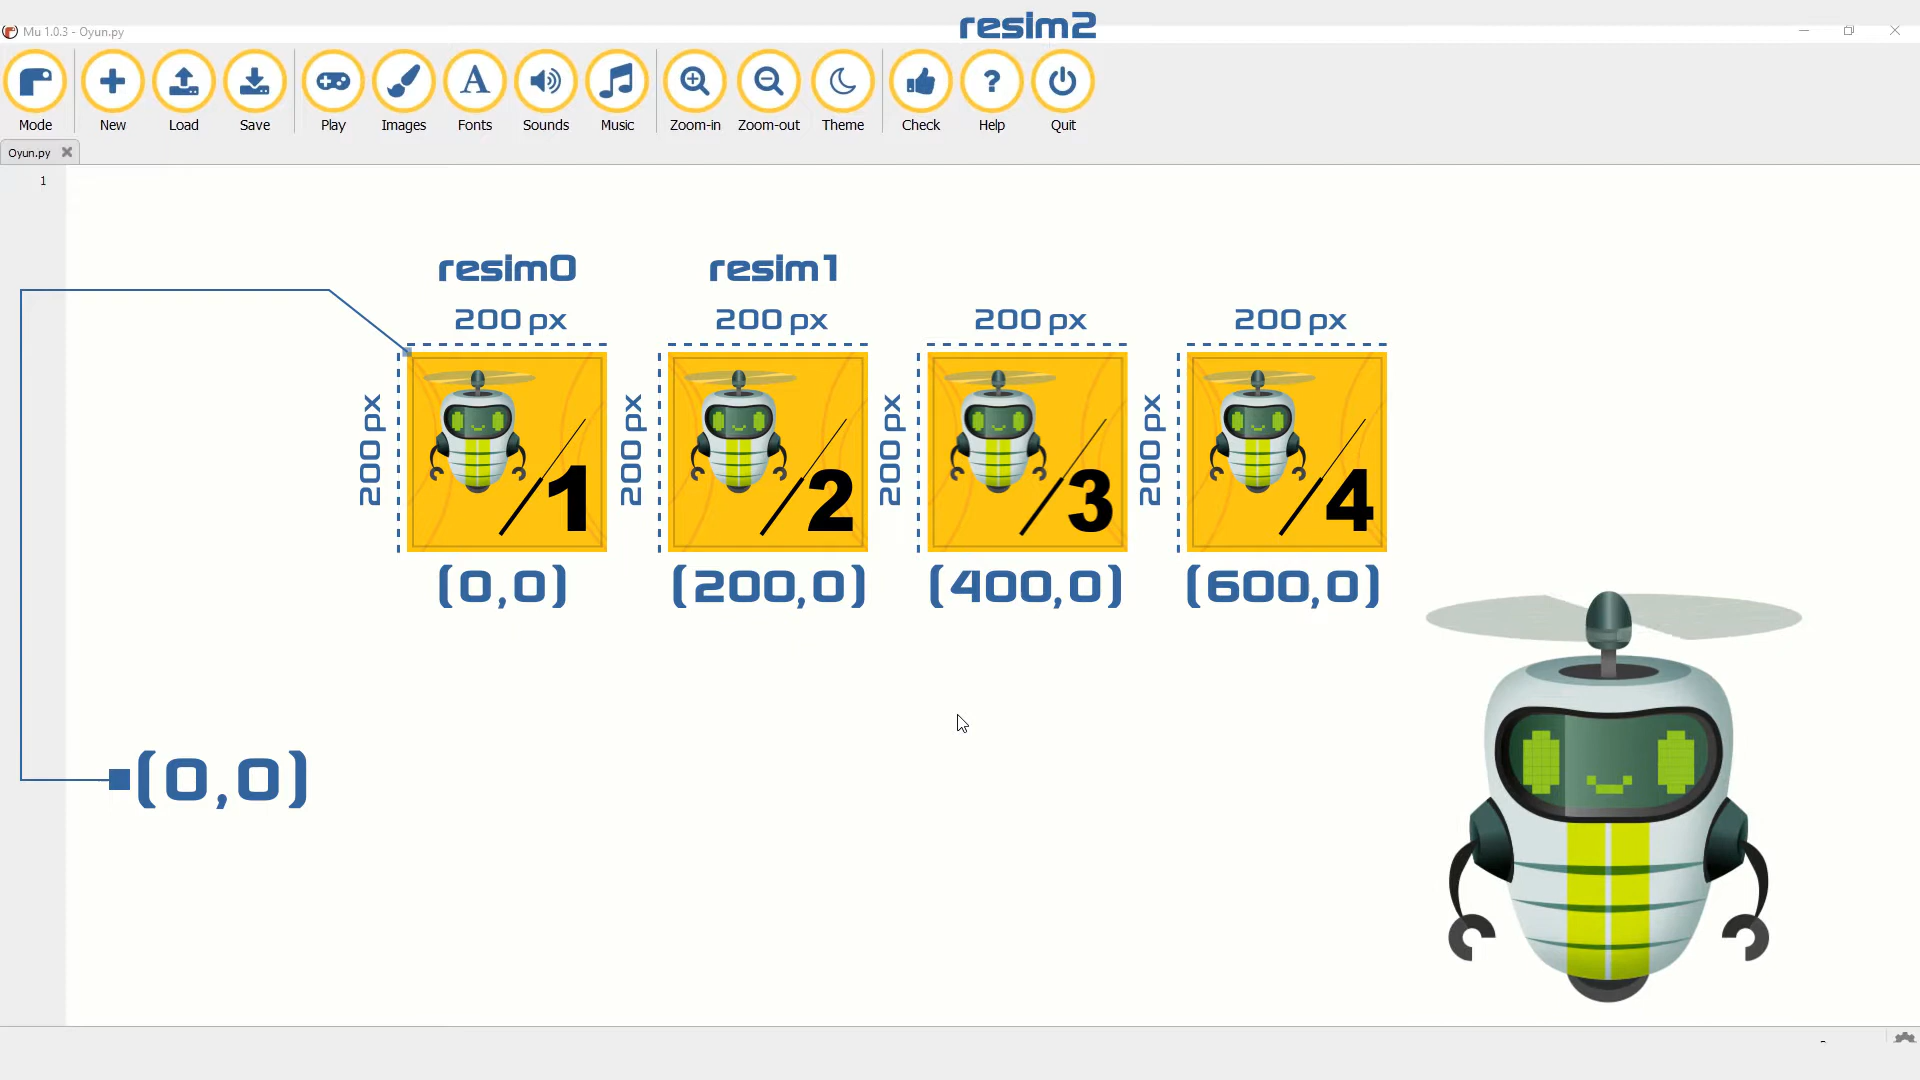 resim2
Mu 1.0.3 - Oyun.py
Mode New Load Save Play Images Fonts Sounds Music Zoom-in Zoom-out Theme Check Help Quit
Oyun.py
1
resim0 resim1
200 px 200 px 200 px 200 px
200 px 200 px 200 px 200 px
1 2 3 4
(0,0) (200,0) (400,0) (600,0)
(0,0)